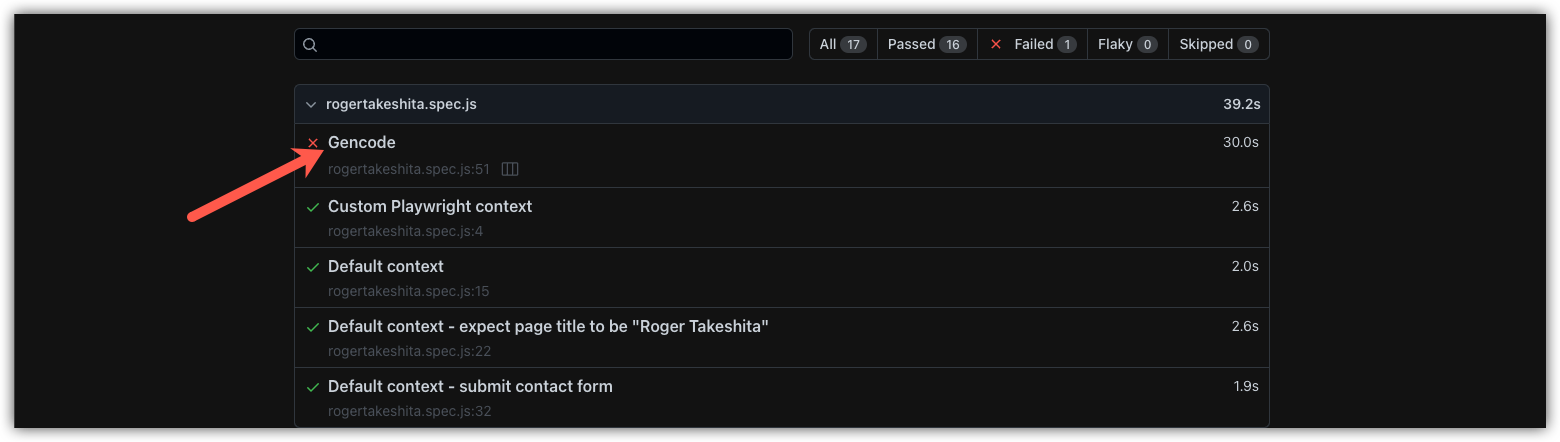 All 17 Passed 16 Failed 1 Flaky 0 Skipped 0
rogertakeshita.spec.js 39.2s
Gencode 30.0s
rogertakeshita.spec.js:51
Custom Playwright context 2.6s
rogertakeshita.spec.js:4
Default context 2.0s
rogertakeshita.spec.js:15
Default context - expect page title to be "Roger Takeshita" 2.6s
rogertakeshita.spec.js:22
Default context - submit contact form 1.9s
rogertakeshita.spec.js:32